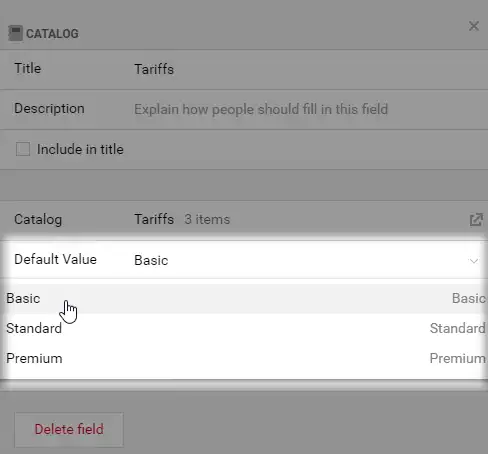 CATALOG
Title Tariffs
Description Explain how people should fill in this field
Include in title
Catalog Tariffs 3 items
Default Value Basic
Basic Basic
Standard Standard
Premium Premium
Delete field